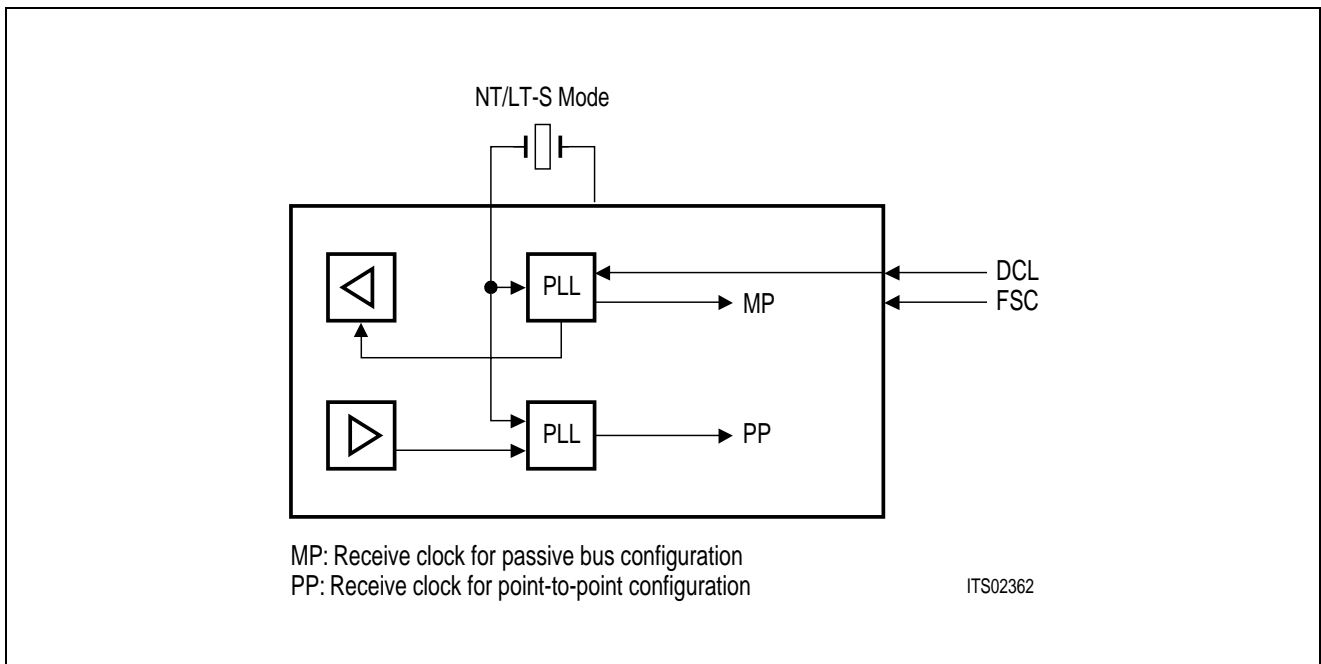 NT/LT-S Mode
PLL
DCL
MP
FSC
PLL
PP
MP: Receive clock for passive bus configuration
PP: Receive clock for point-to-point configuration
ITS02362